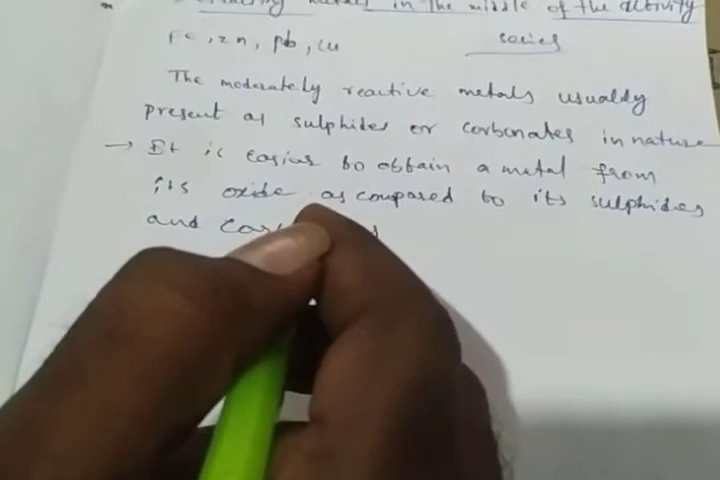 metals in the middle of the activity
series
Fe, zn, pb, cu
The moderately reactive metals usually
present as sulphides or carbonates in nature
→ It is easier to obtain a metal from
its oxide as compared to its sulphides
and